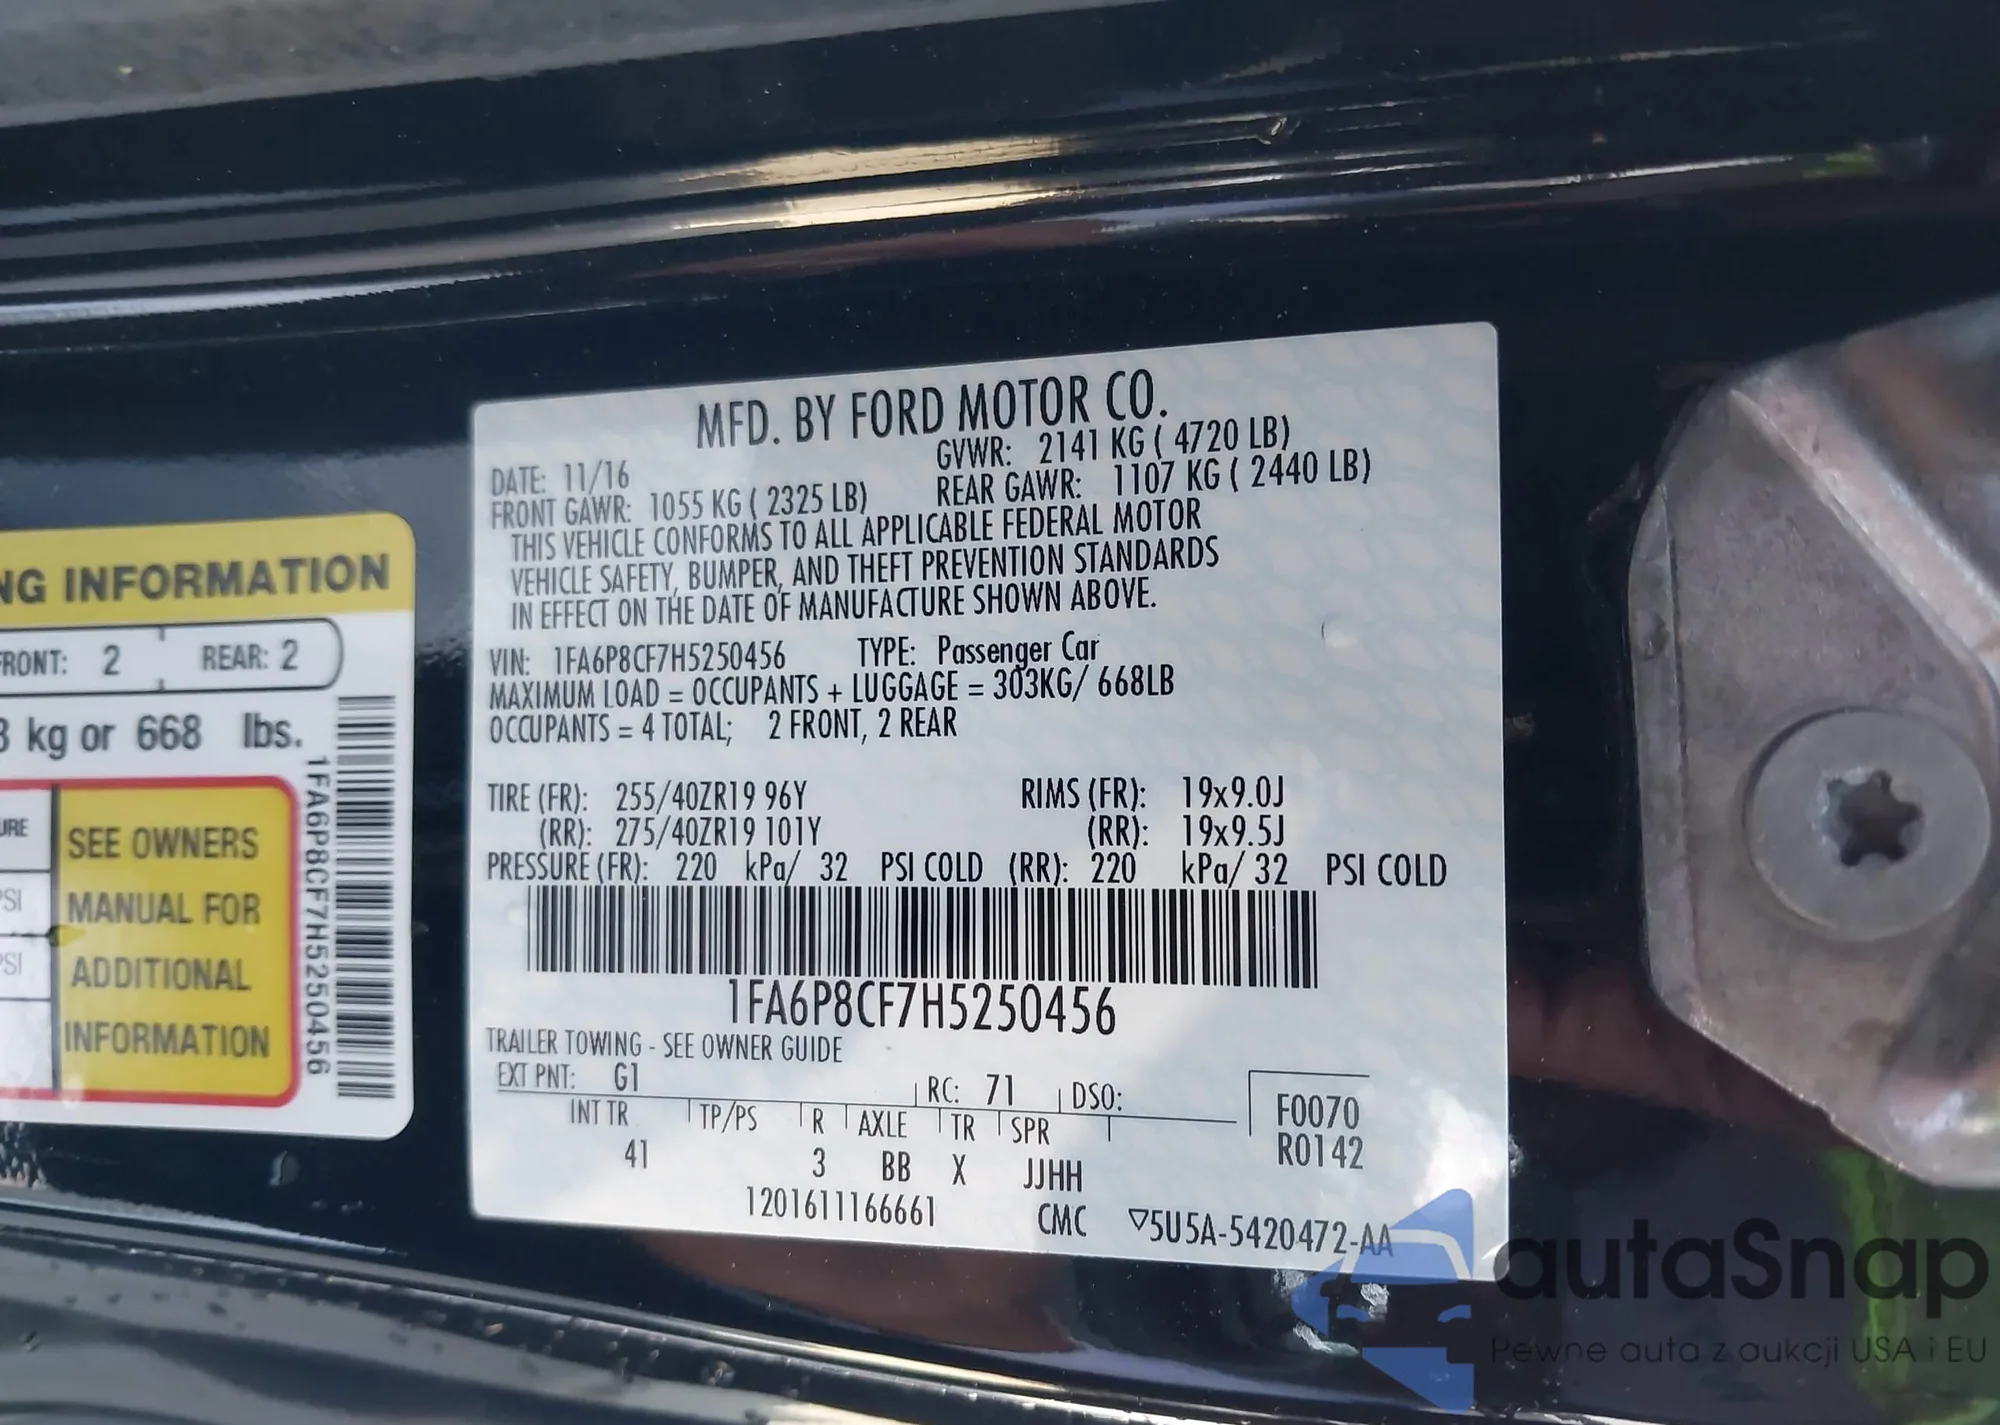 NG INFORMATION
FRONT: 2 REAR: 2
kg or 668 lbs.
SEE OWNERS
MANUAL FOR
ADDITIONAL
INFORMATION
PSI
PSI
1FA6P8CF7H5250456
MFD. BY FORD MOTOR CO.
DATE: 11/16 GVWR: 2141 KG ( 4720 LB)
FRONT GAWR: 1055 KG ( 2325 LB) REAR GAWR: 1107 KG ( 2440 LB)
THIS VEHICLE CONFORMS TO ALL APPLICABLE FEDERAL MOTOR
VEHICLE SAFETY, BUMPER, AND THEFT PREVENTION STANDARDS
IN EFFECT ON THE DATE OF MANUFACTURE SHOWN ABOVE.
VIN: 1FA6P8CF7H5250456 TYPE: Passenger Car
MAXIMUM LOAD = OCCUPANTS + LUGGAGE = 303KG/ 668LB
OCCUPANTS = 4 TOTAL; 2 FRONT, 2 REAR
TIRE (FR): 255/40ZR19 96Y RIMS (FR): 19x9.0J
(RR): 275/40ZR19 101Y (RR): 19x9.5J
PRESSURE (FR): 220 kPa/ 32 PSI COLD (RR): 220 kPa/ 32 PSI COLD
1FA6P8CF7H5250456
TRAILER TOWING - SEE OWNER GUIDE
EXT PNT: G1 RC: 71 DSO:
INT TR TP/PS R AXLE TR SPR
41 3 BB X JJHH
F0070
R0142
1201611166661 CMC ▽5U5A-5420472-AA
autaSnap
Pewne auta z aukcji USA i EU